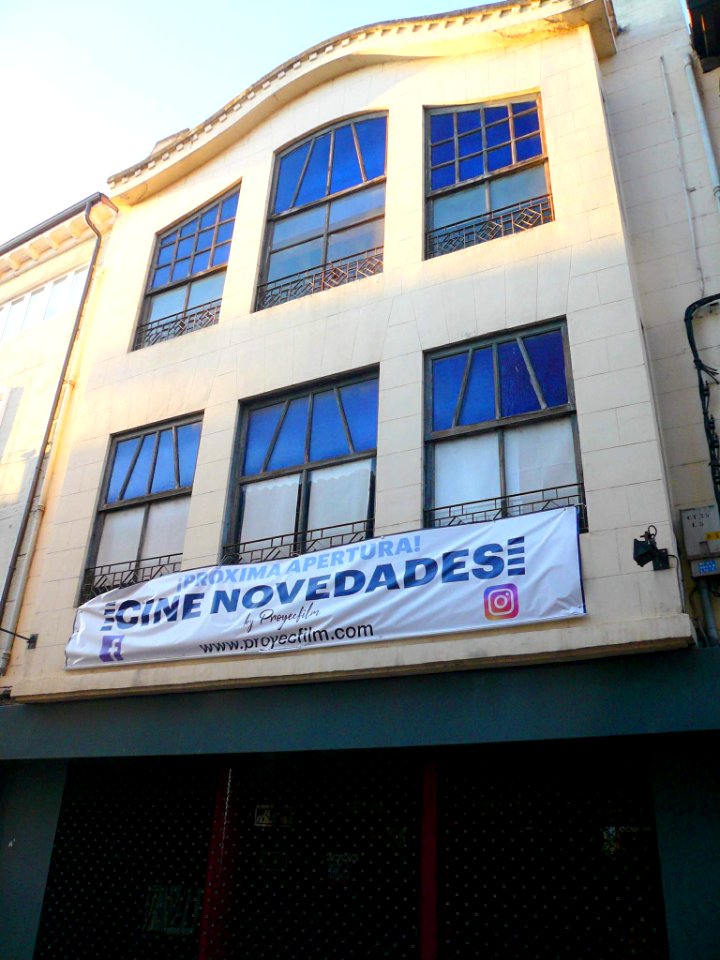 ¡PRÓXIMA APERTURA!
CINE NOVEDADES
by Proyecfilm
www.proyecfilm.com